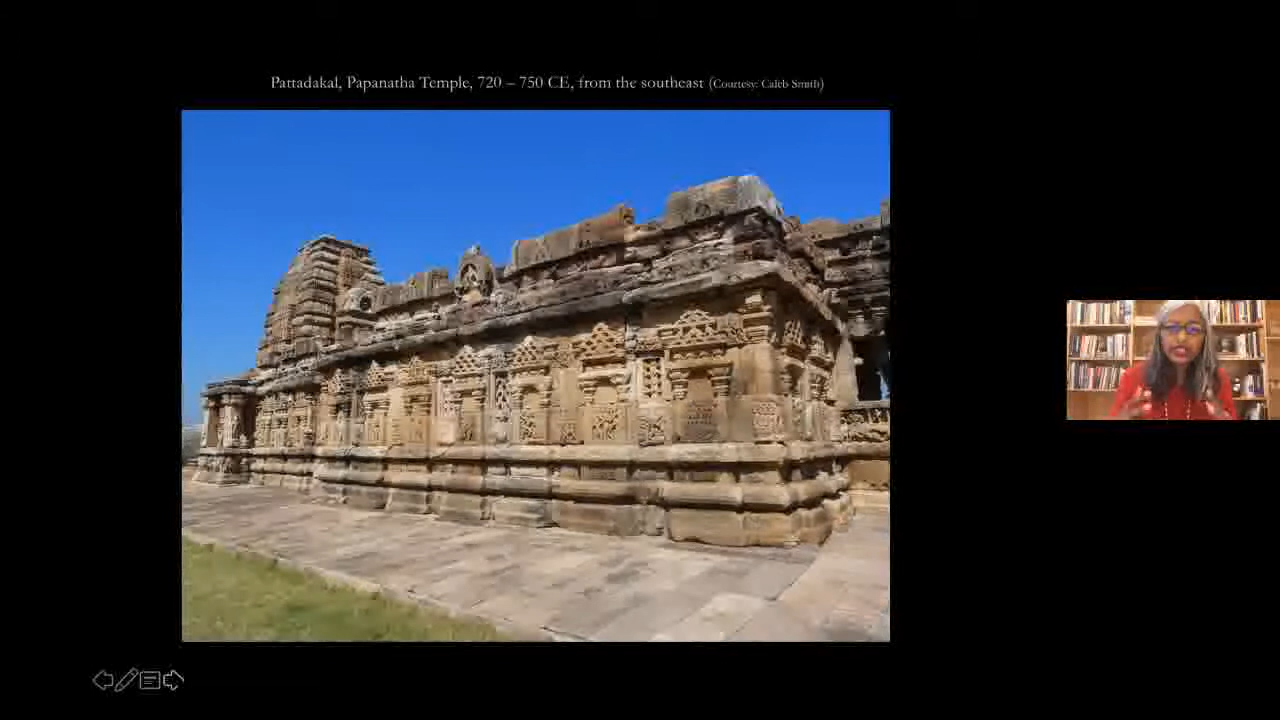 Pattadakal, Papanatha Temple, 720 – 750 CE, from the southeast (Courtesy: Caleb Smith)